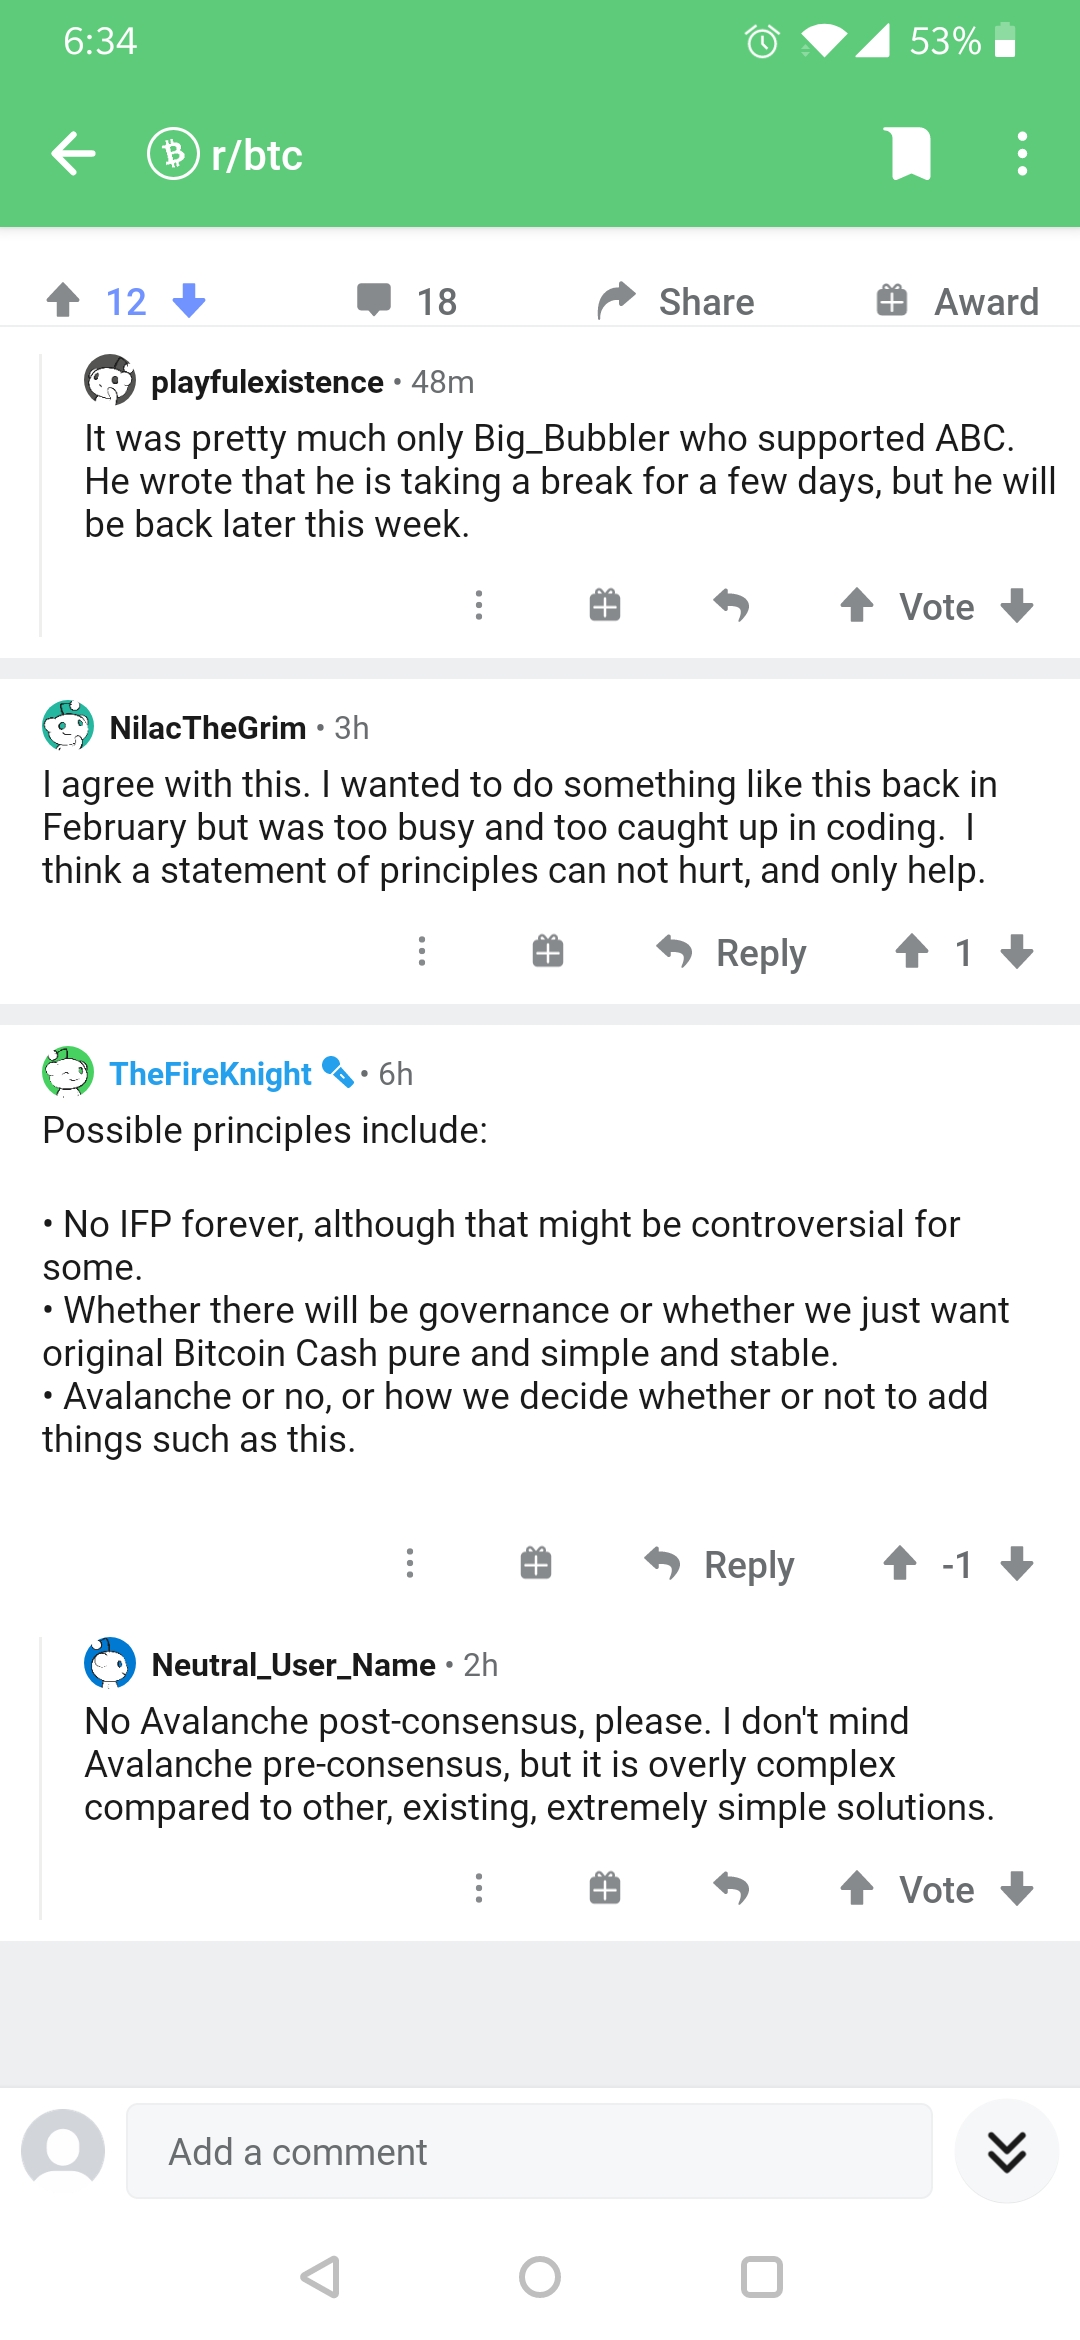 6:34
53%
r/btc
12
18
Share
Award
playfulexistence • 48m
It was pretty much only Big_Bubbler who supported ABC.
He wrote that he is taking a break for a few days, but he will
be back later this week.
Vote
NilacTheGrim • 3h
I agree with this. I wanted to do something like this back in
February but was too busy and too caught up in coding.  I
think a statement of principles can not hurt, and only help.
Reply
1
TheFireKnight • 6h
Possible principles include:
• No IFP forever, although that might be controversial for
some.
• Whether there will be governance or whether we just want
original Bitcoin Cash pure and simple and stable.
• Avalanche or no, or how we decide whether or not to add
things such as this.
Reply
-1
Neutral_User_Name • 2h
No Avalanche post-consensus, please. I don't mind
Avalanche pre-consensus, but it is overly complex
compared to other, existing, extremely simple solutions.
Vote
Add a comment